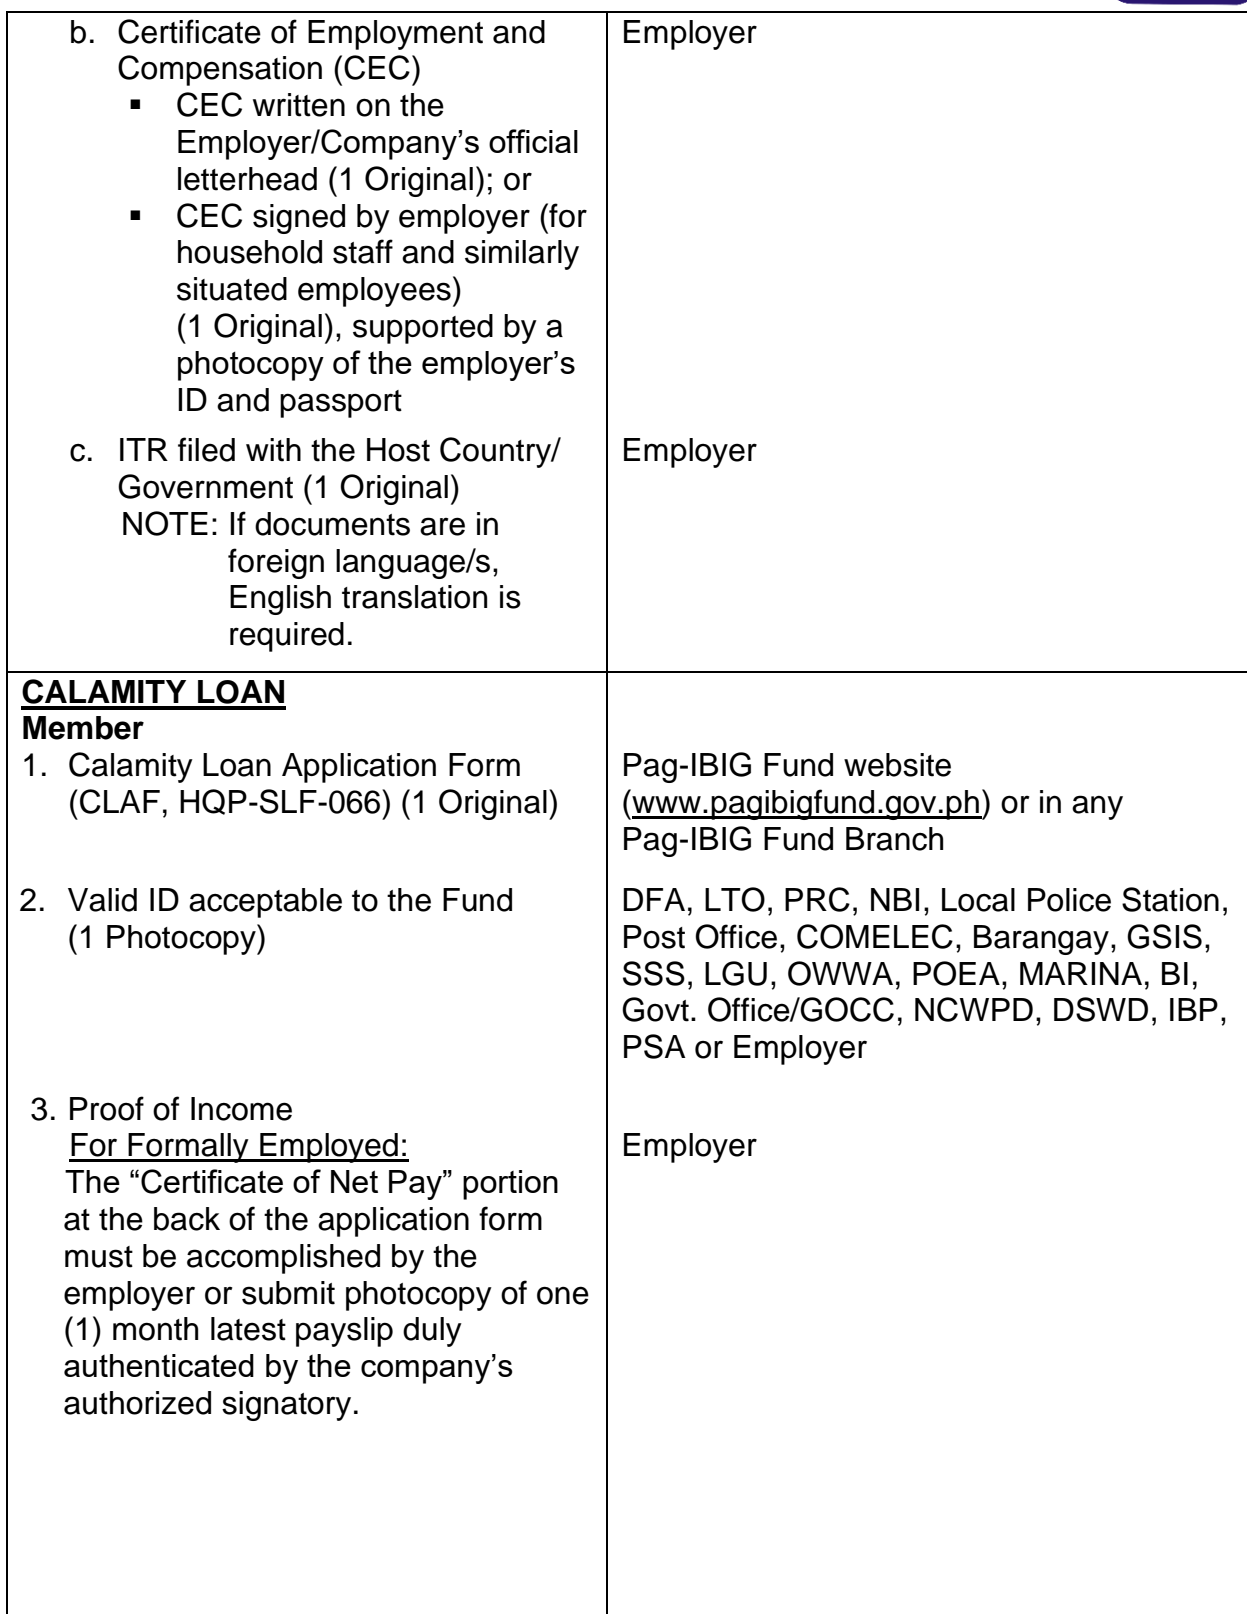 b. Certificate of Employment and
Compensation (CEC)
▪ CEC written on the
Employer/Company’s official
letterhead (1 Original); or
▪ CEC signed by employer (for
household staff and similarly
situated employees)
(1 Original), supported by a
photocopy of the employer’s
ID and passport
Employer
c. ITR filed with the Host Country/
Government (1 Original)
NOTE: If documents are in
foreign language/s,
English translation is
required.
Employer
CALAMITY LOAN
Member
1. Calamity Loan Application Form
(CLAF, HQP-SLF-066) (1 Original)
Pag-IBIG Fund website
(www.pagibigfund.gov.ph) or in any
Pag-IBIG Fund Branch
2. Valid ID acceptable to the Fund
(1 Photocopy)
DFA, LTO, PRC, NBI, Local Police Station,
Post Office, COMELEC, Barangay, GSIS,
SSS, LGU, OWWA, POEA, MARINA, BI,
Govt. Office/GOCC, NCWPD, DSWD, IBP,
PSA or Employer
3. Proof of Income
For Formally Employed:
The “Certificate of Net Pay” portion
at the back of the application form
must be accomplished by the
employer or submit photocopy of one
(1) month latest payslip duly
authenticated by the company’s
authorized signatory.
Employer